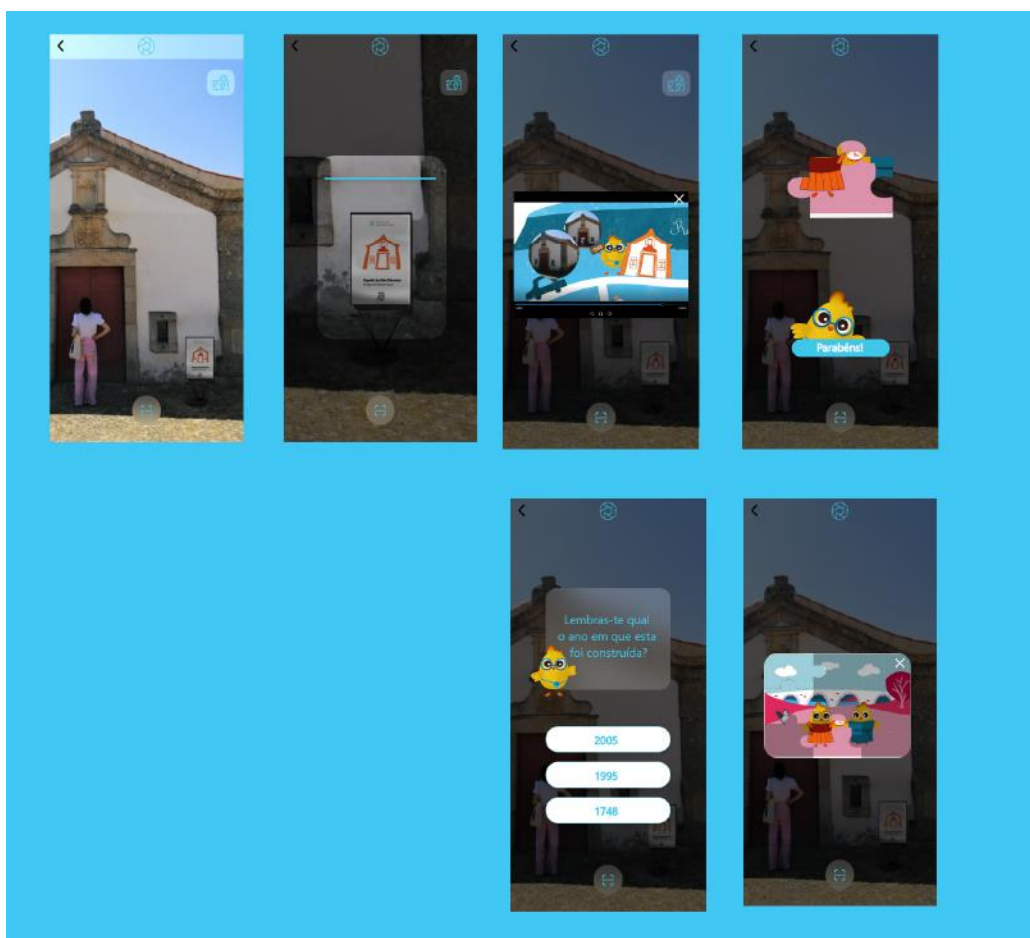 Parabéns!
Lembras-te qual
o ano em que esta
foi construída?
2005
1995
1748